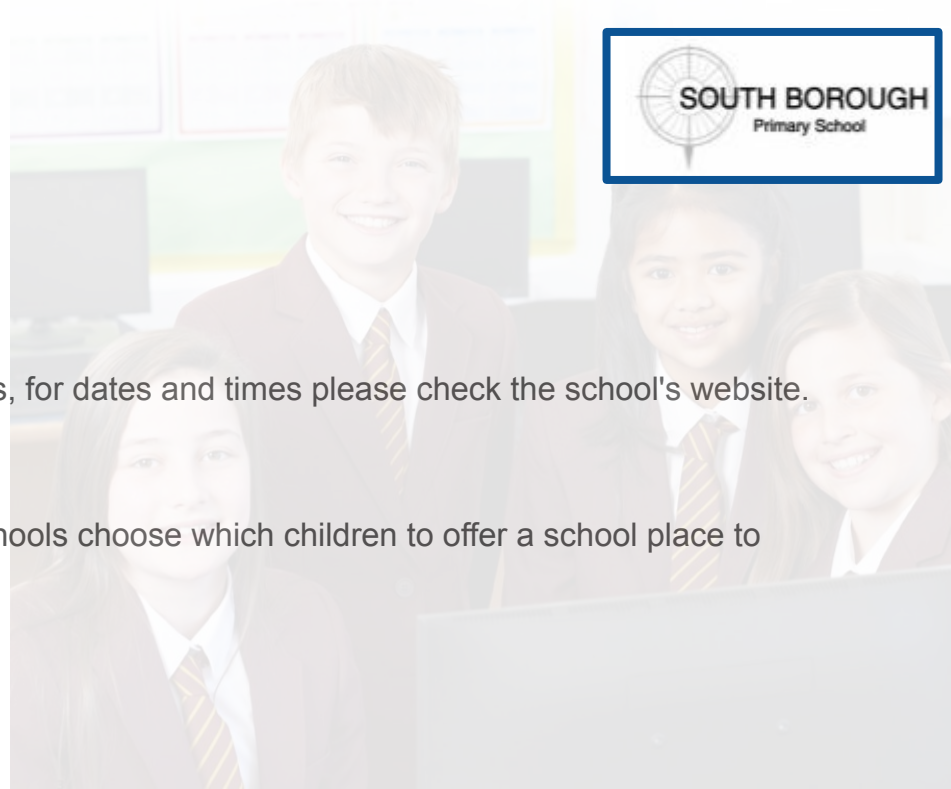 SOUTH BOROUGH
Primary School
s, for dates and times please check the school's website.
hools choose which children to offer a school place to